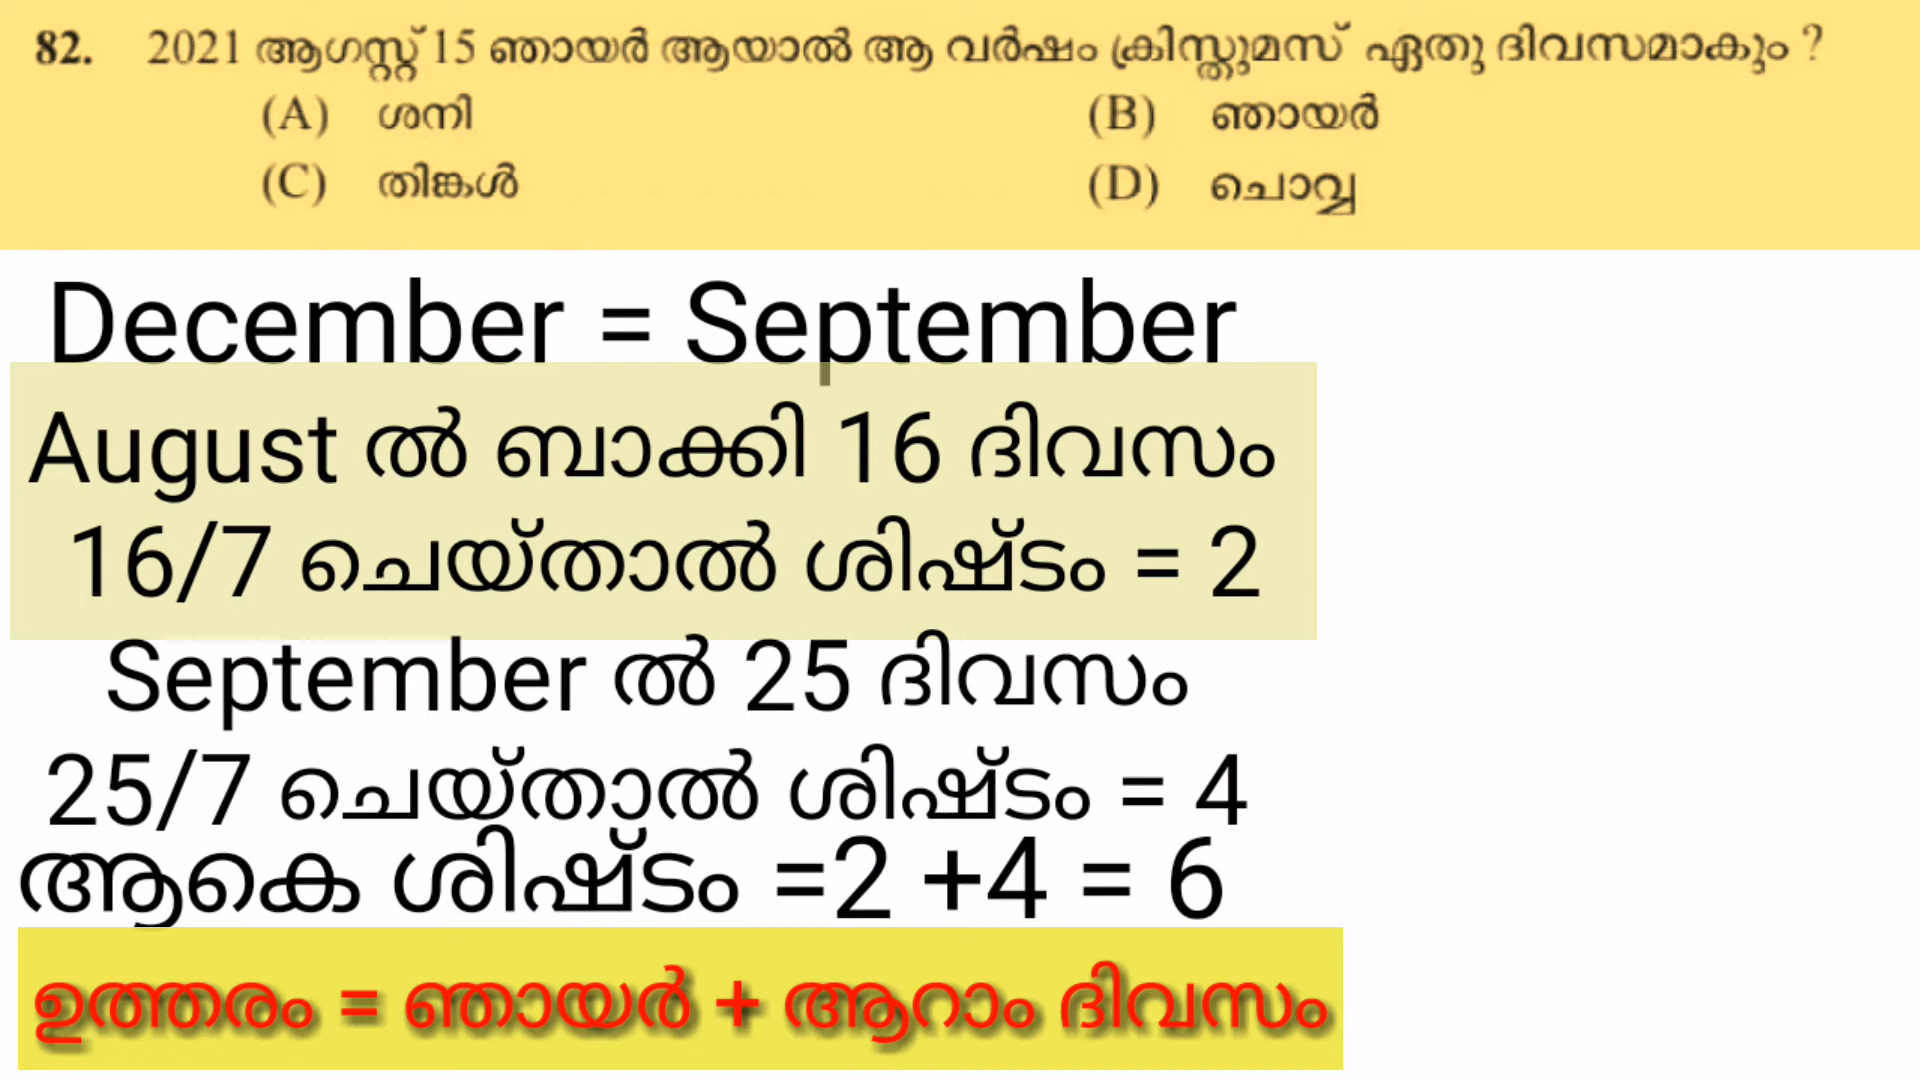 82. 2021 ആഗസ്റ്റ് 15 ഞായർ ആയാൽ ആ വർഷം ക്രിസ്തുമസ് ഏതു ദിവസമാകും ?
(A) ശനി (B) ഞായർ
(C) തിങ്കൾ (D) ചൊവ്വ
December = September
August ൽ ബാക്കി 16 ദിവസം
16/7 ചെയ്താൽ ശിഷ്ടം = 2
September ൽ 25 ദിവസം
25/7 ചെയ്താൽ ശിഷ്ടം = 4
ആകെ ശിഷ്ടം =2 +4 = 6
ഉത്തരം = ഞായർ + ആറാം ദിവസം